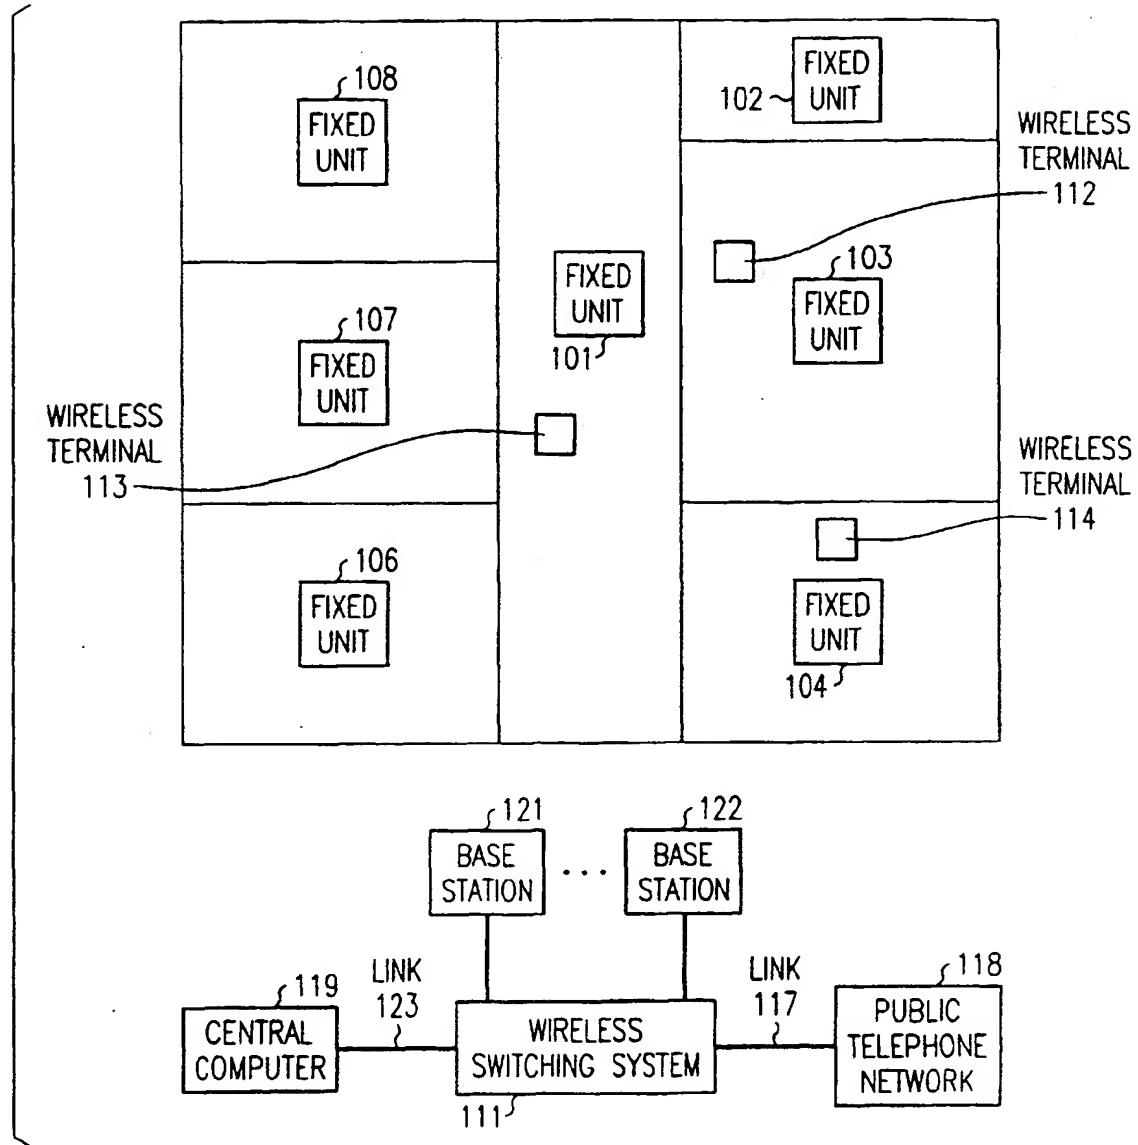 108
FIXED
UNIT
FIXED
UNIT
102
WIRELESS
TERMINAL
112
107
FIXED
UNIT
FIXED
UNIT
101
103
FIXED
UNIT
WIRELESS
TERMINAL
113
WIRELESS
TERMINAL
114
106
FIXED
UNIT
FIXED
UNIT
104
121
BASE
STATION
...
122
BASE
STATION
119
CENTRAL
COMPUTER
LINK
123
WIRELESS
SWITCHING SYSTEM
111
LINK
117
118
PUBLIC
TELEPHONE
NETWORK